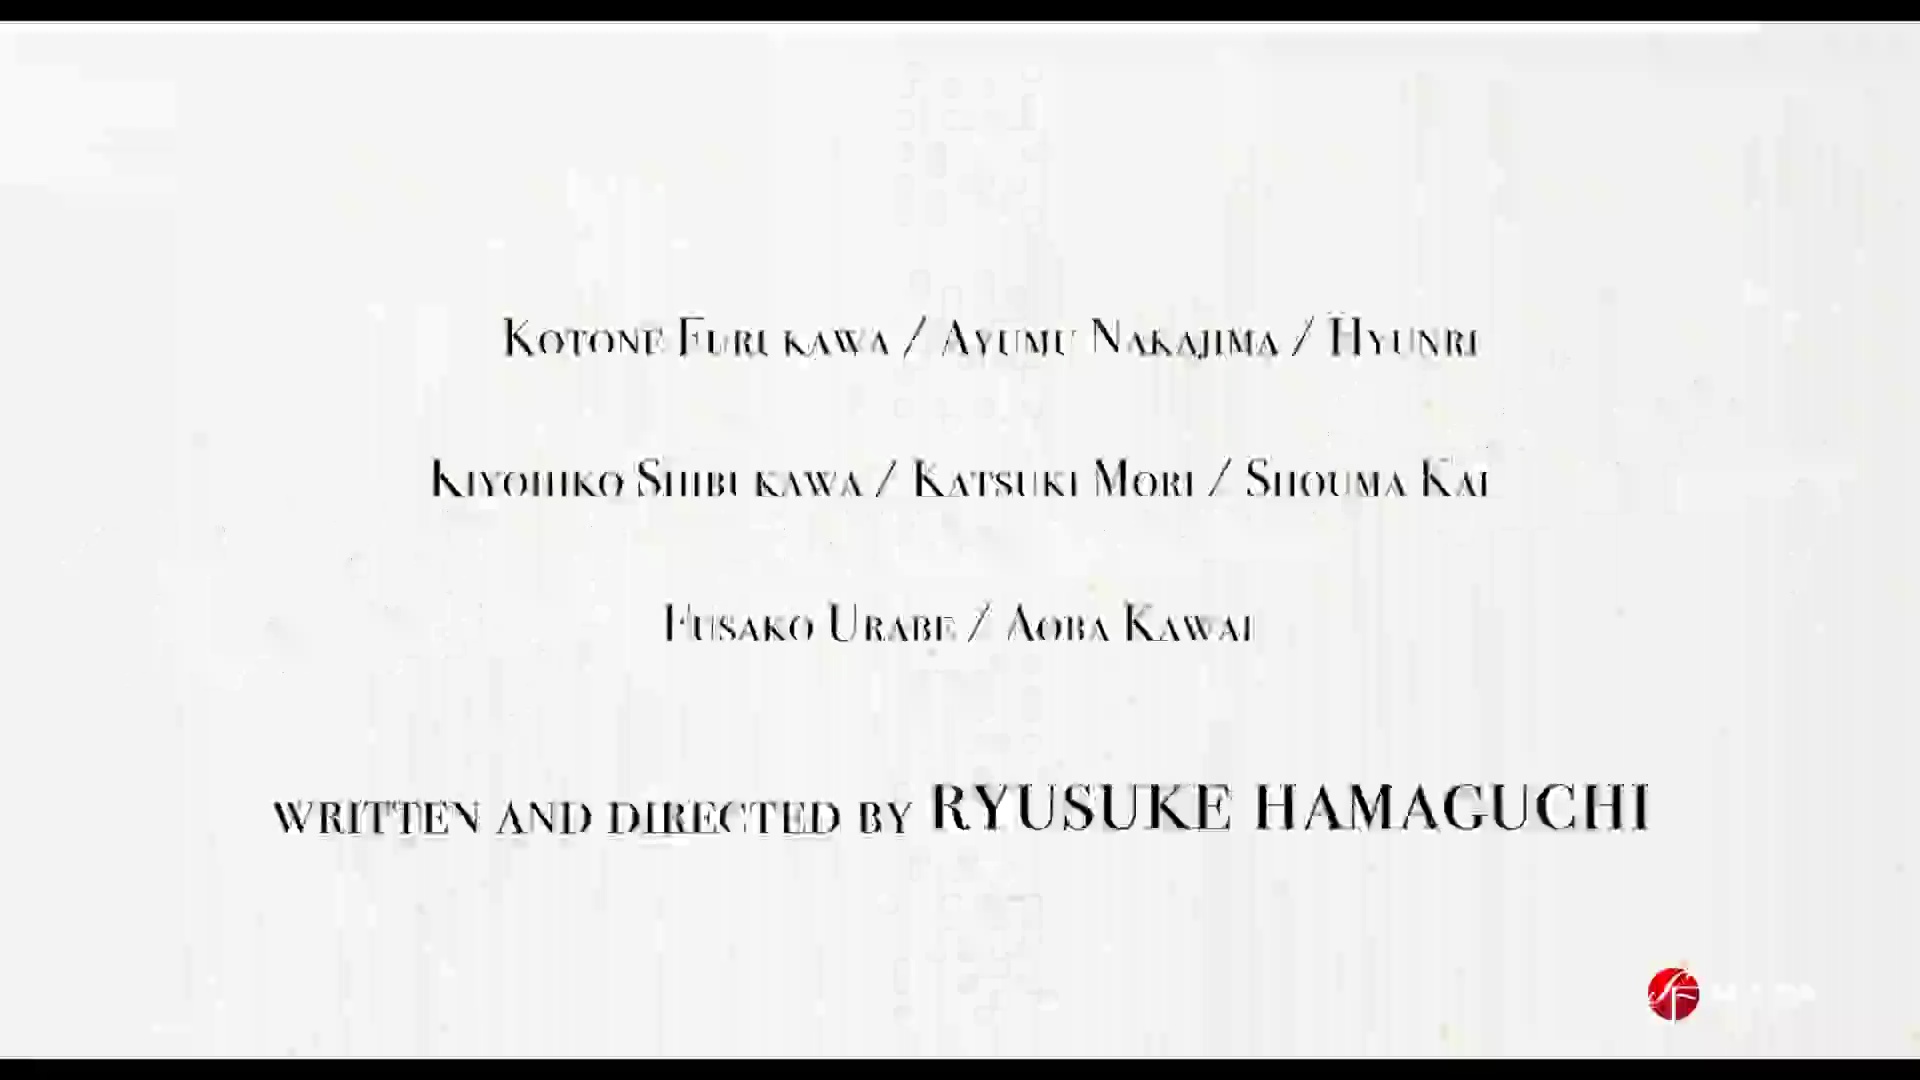 KOTONE FURUKAWA / AYUMU NAKAJIMA / HYUNRI
KIYOHIKO SHIBUKAWA / KATSUKI MORI / SHOUMA KAI
FUSAKO URABE / AOBA KAWAI
WRITTEN AND DIRECTED BY RYUSUKE HAMAGUCHI
SF